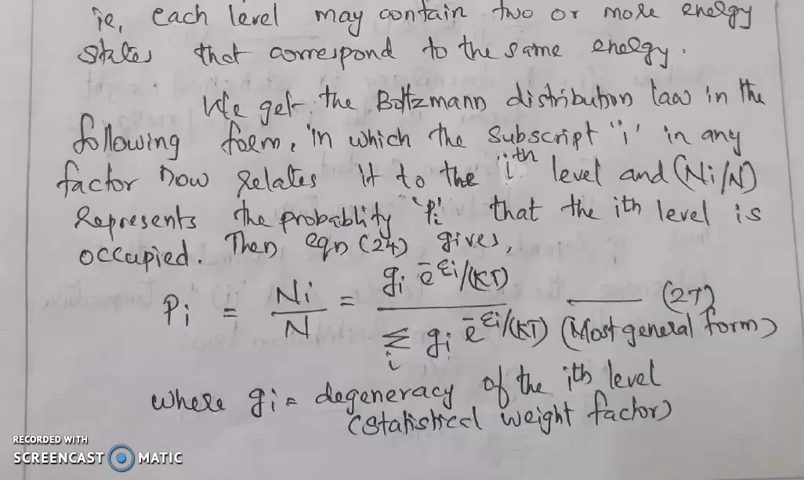 ie, each level may contain two or more energy
states that correspond to the same energy.
We get the Boltzmann distribution law in the
following form, in which the subscript "i" in any
factor now relates it to the "ith level and (Ni/N)
represents the probablity 'Pi' that the ith level is
occupied. Then eqn (24) gives,
Pi = Ni/N = gi e^-εi/(KT) / Σi gi e^-εi/(KT) —— (27)
(Most general form)
where gi = degeneracy of the ith level
(statistical weight factor)
RECORDED WITH
SCREENCAST MATIC